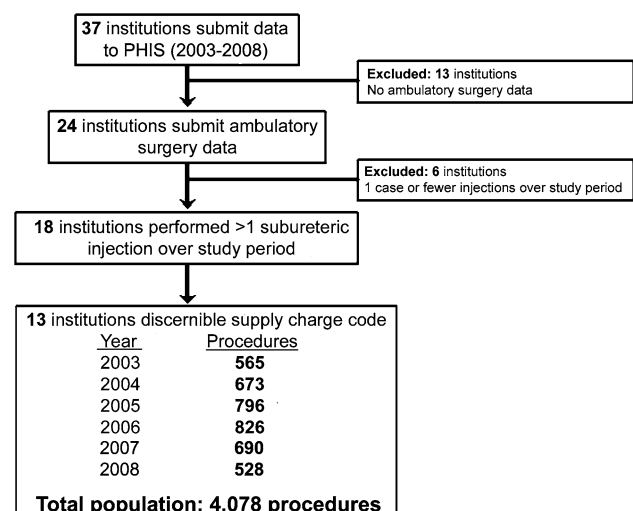 37 institutions submit data
to PHIS (2003-2008)
Excluded: 13 institutions
No ambulatory surgery data
24 institutions submit ambulatory
surgery data
Excluded: 6 institutions
1 case or fewer injections over study period
18 institutions performed >1 subureteric
injection over study period
13 institutions discernible supply charge code
Year Procedures
2003 565
2004 673
2005 796
2006 826
2007 690
2008 528
Total population: 4,078 procedures